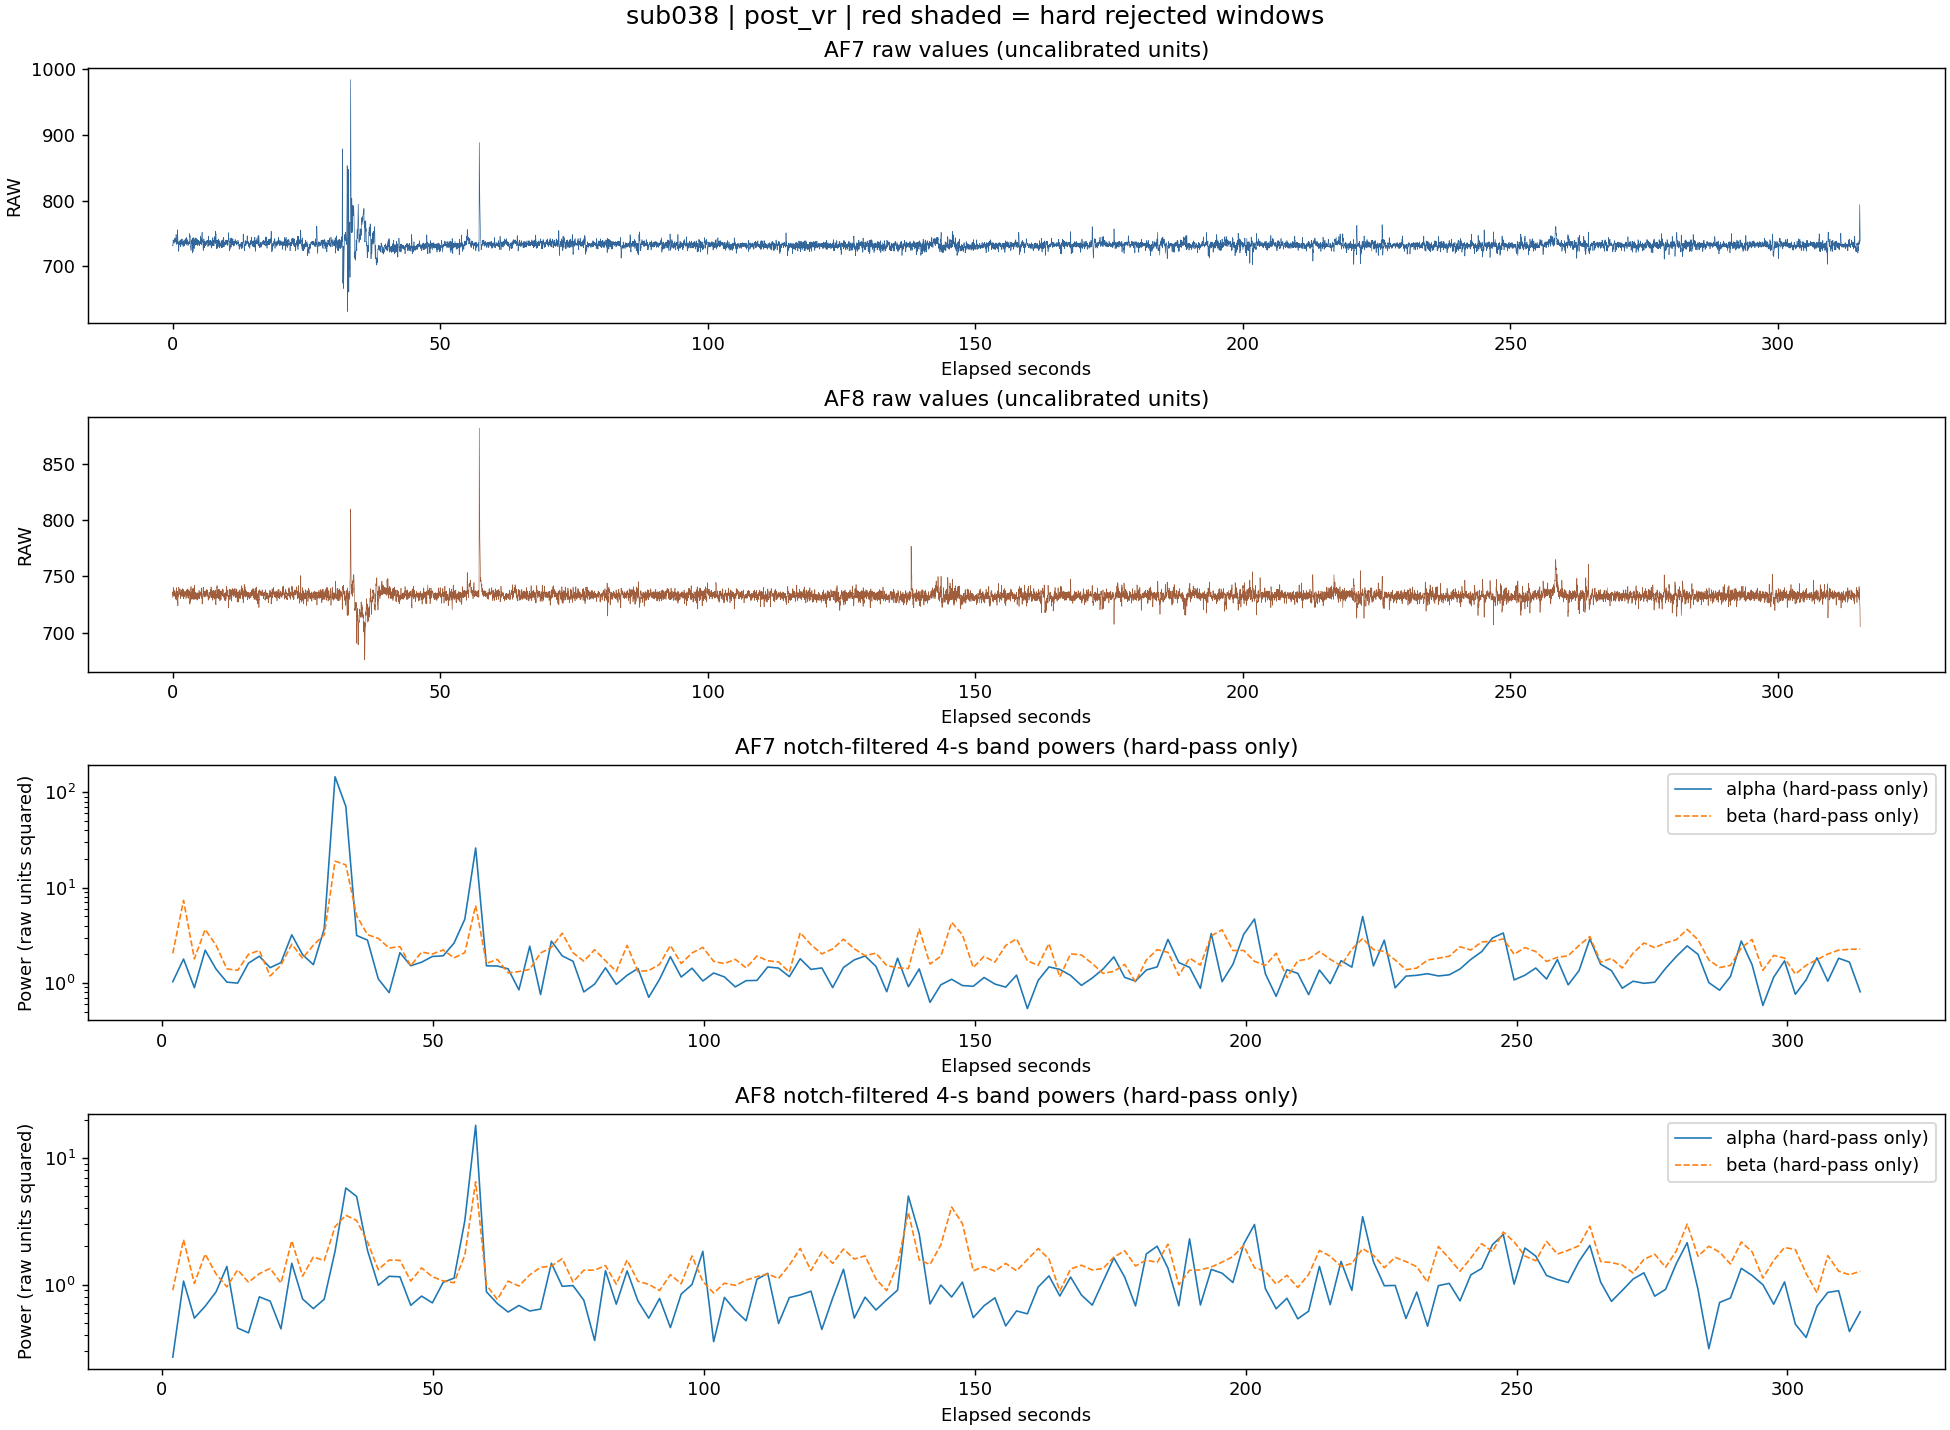 sub038 | post_vr | red shaded = hard rejected windows
AF7 raw values (uncalibrated units)
RAW
1000
900
800
700
0 50 100 150 200 250 300
Elapsed seconds
AF8 raw values (uncalibrated units)
RAW
850
800
750
700
0 50 100 150 200 250 300
Elapsed seconds
AF7 notch-filtered 4-s band powers (hard-pass only)
Power (raw units squared)
10²
10¹
10⁰
alpha (hard-pass only)
beta (hard-pass only)
0 50 100 150 200 250 300
Elapsed seconds
AF8 notch-filtered 4-s band powers (hard-pass only)
Power (raw units squared)
10¹
10⁰
alpha (hard-pass only)
beta (hard-pass only)
0 50 100 150 200 250 300
Elapsed seconds